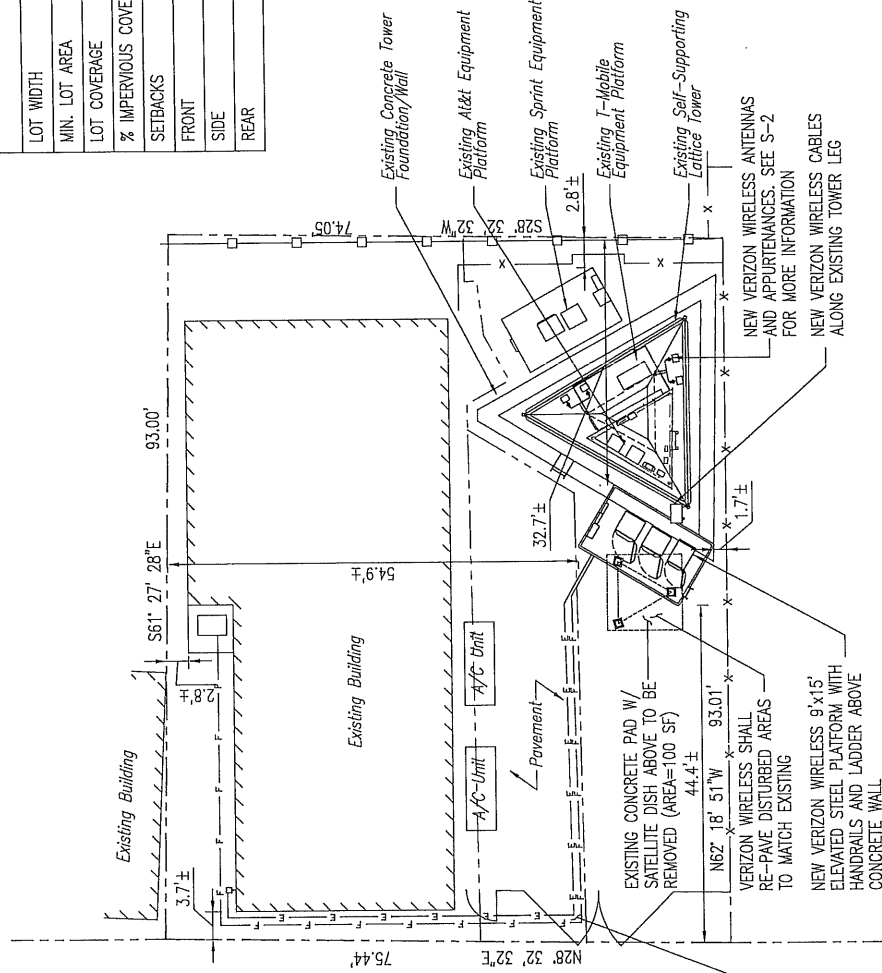 LOT WIDTH
MIN. LOT AREA
LOT COVERAGE
% IMPERVIOUS COVE
SETBACKS
FRONT
SIDE
REAR
Existing Concrete Tower
Foundation/Wall
Existing At&t Equipment
Platform
Existing Sprint Equipment
Platform
Existing T-Mobile
Equipment Platform
Existing Self-Supporting
Lattice Tower
NEW VERIZON WIRELESS ANTENNAS
AND APPURTENANCES. SEE S-2
FOR MORE INFORMATION
NEW VERIZON WIRELESS CABLES
ALONG EXISTING TOWER LEG
S28° 32' 32"W
74.05'
2.8'±
S61° 27' 28"E
93.00'
Existing Building
2.8'±
3.7'±
54.9'±
32.7'±
Existing Building
A/C Unit
A/C Unit
Pavement
1.7'±
EXISTING CONCRETE PAD W/
SATELLITE DISH ABOVE TO BE
REMOVED (AREA=100 SF)
44.4'±
N62° 18' 51"W
93.01'
VERIZON WIRELESS SHALL
RE-PAVE DISTURBED AREAS
TO MATCH EXISTING
NEW VERIZON WIRELESS 9'x15'
ELEVATED STEEL PLATFORM WITH
HANDRAILS AND LADDER ABOVE
CONCRETE WALL
75.44'
N28° 32' 32"E
X
X
X
X
X
X
X
X
X
F
F
F
F
F
F
F
F
E
E
E
E
E